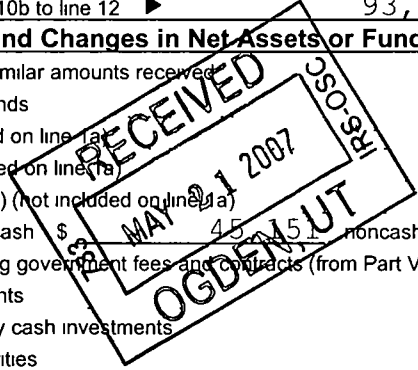 10b to line 12 ▶ 93,
nd Changes in Net Assets or Fund
milar amounts received
nds
d on line 1a)
ed on line 1a)
) (not included on line 1a)
ash $ 45,151 noncash
g government fees and contracts (from Part V
nts
y cash investments
ities
RECEIVED
IRS-OSC
783
MAY 21 2007
OGDEN, UT